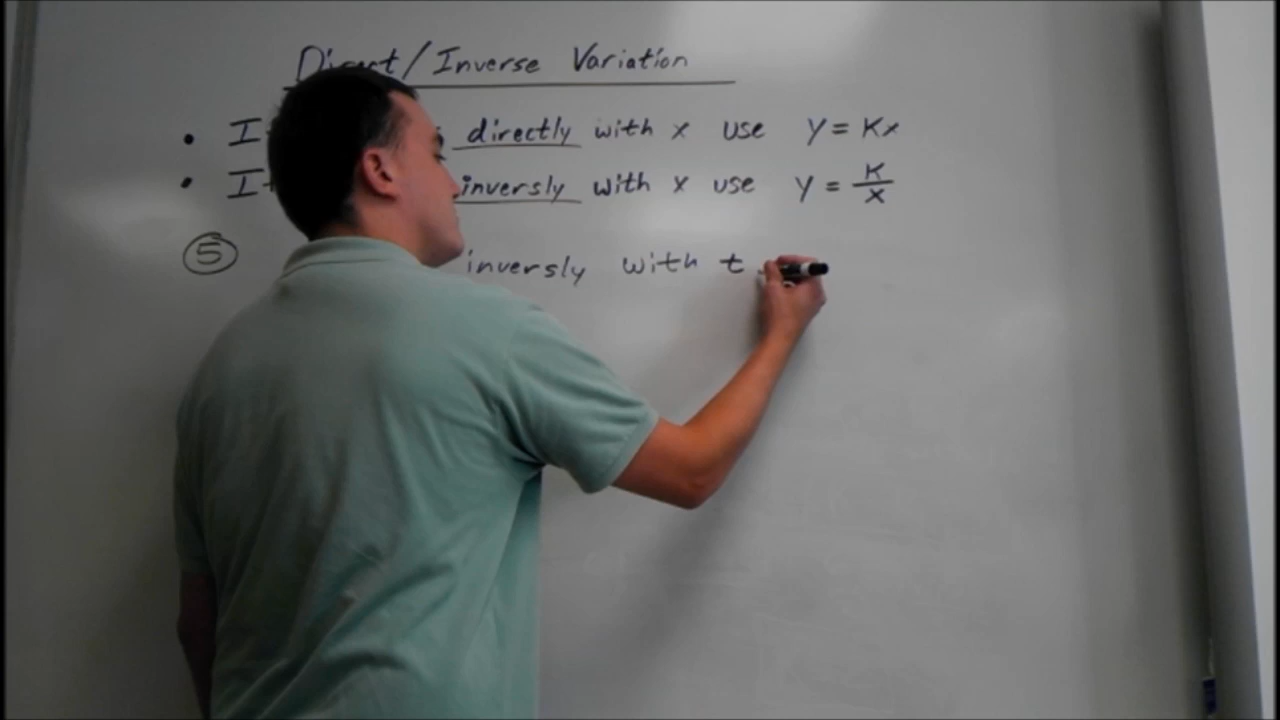 Direct/Inverse Variation
• directly with x use y = Kx
• inversly with x use y = K/x
5 inversly with t